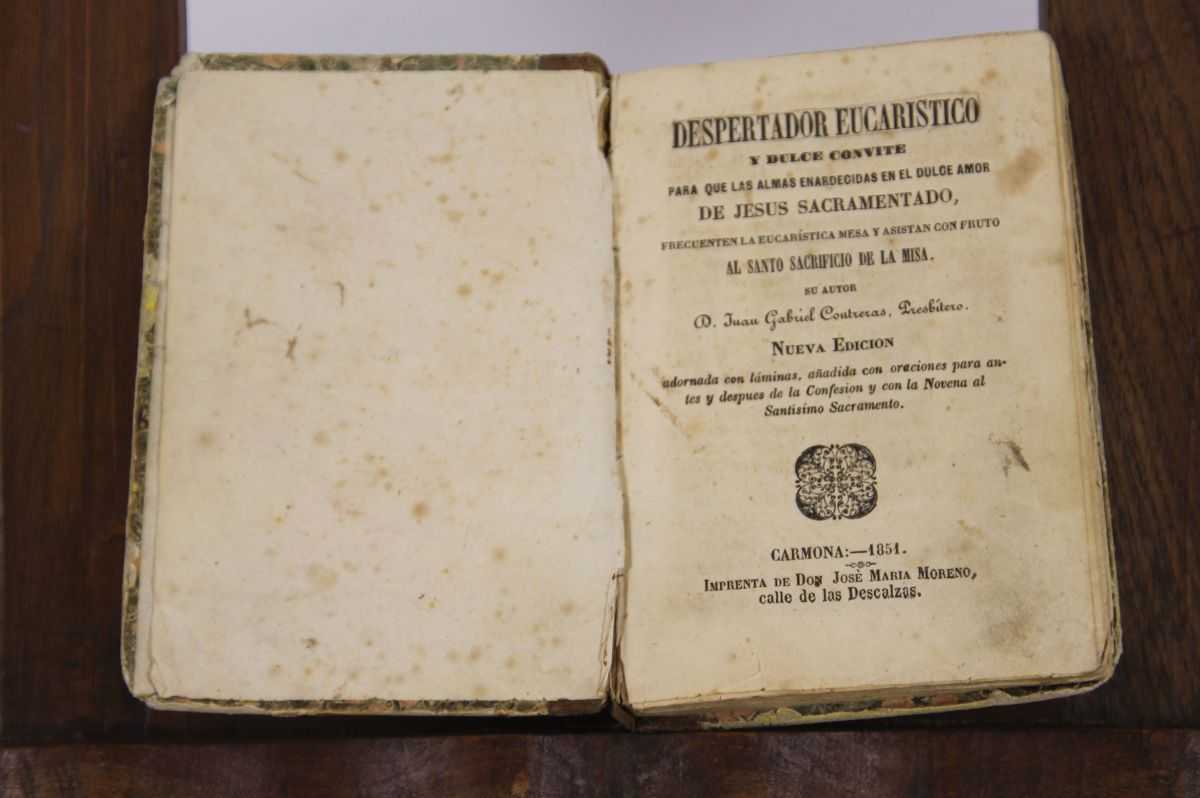 DESPERTADOR EUCARISTICO
Y DULCE CONVITE
PARA QUE LAS ALMAS ENARDECIDAS EN EL DULCE AMOR
DE JESUS SACRAMENTADO,
FRECUENTEN LA EUCARÍSTICA MESA Y ASISTAN CON FRUTO
AL SANTO SACRIFICIO DE LA MISA.
SU AUTOR
D. Juan Gabriel Contreras, Presbítero.
NUEVA EDICION
adornada con láminas, añadida con oraciones para an-
tes y despues de la Confesion y con la Novena al
Santísimo Sacramento.
CARMONA:—1851.
IMPRENTA DE DON JOSÈ MARIA MORENO,
calle de las Descalzas.